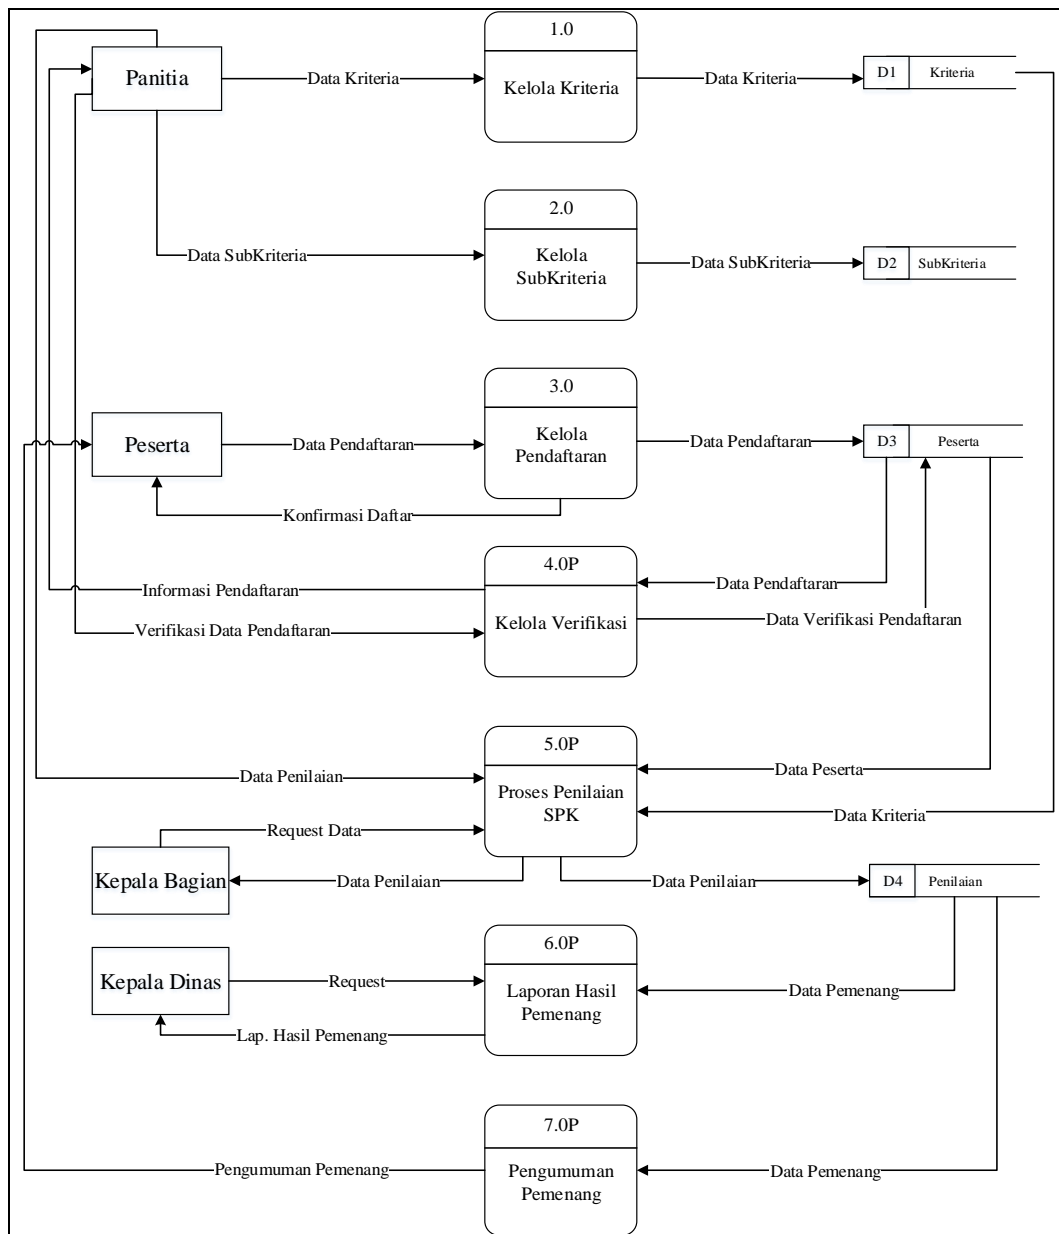 1.0
Panitia
Data Kriteria
Kelola Kriteria
Data Kriteria
D1
Kriteria
2.0
Data SubKriteria
Kelola
SubKriteria
Data SubKriteria
D2
SubKriteria
3.0
Peserta
Data Pendaftaran
Kelola
Pendaftaran
Data Pendaftaran
D3
Peserta
Konfirmasi Daftar
4.0P
Informasi Pendaftaran
Data Pendaftaran
Verifikasi Data Pendaftaran
Kelola Verifikasi
Data Verifikasi Pendaftaran
5.0P
Data Penilaian
Proses Penilaian
SPK
Data Peserta
Data Kriteria
Request Data
Kepala Bagian
Data Penilaian
Data Penilaian
D4
Penilaian
6.0P
Kepala Dinas
Request
Laporan Hasil
Pemenang
Data Pemenang
Lap. Hasil Pemenang
7.0P
Pengumuman Pemenang
Pengumuman
Pemenang
Data Pemenang